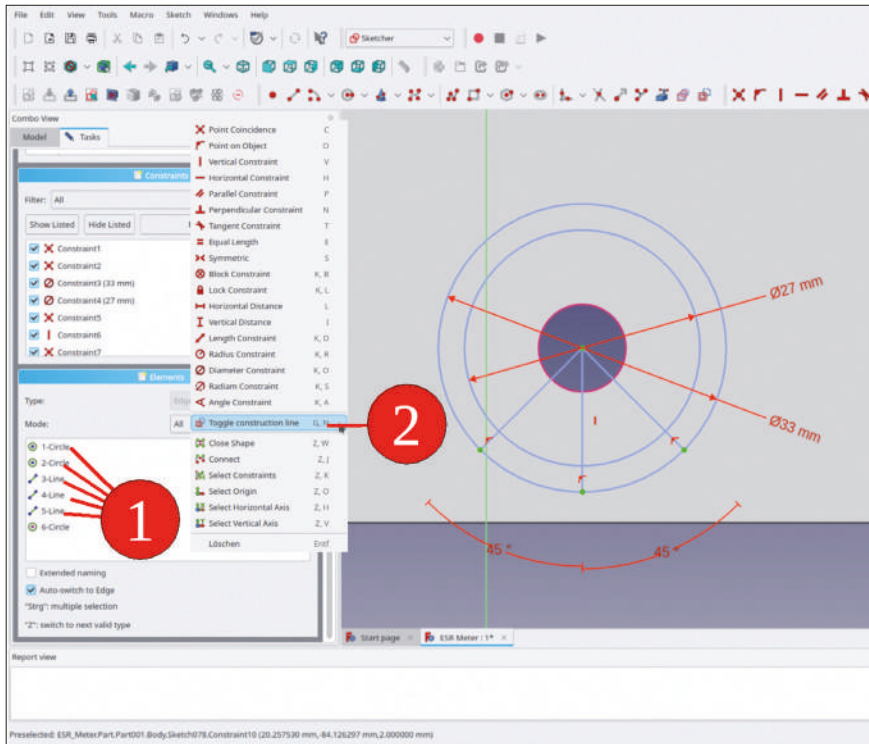 File Edit View Tools Macro Sketch Windows Help
Sketcher
Combo View
Model Tasks
Constraints
Filter: All
Show Listed Hide Listed
Constraint1
Constraint2
Constraint3 (33 mm)
Constraint4 (27 mm)
Constraint5
Constraint6
Constraint7
Elements
Type: Edge
Mode: All
1-Circle
2-Circle
3-Line
4-Line
5-Line
6-Circle
Extended naming
Auto-switch to Edge
"Strg": multiple selection
"Z": switch to next valid type
Point Coincidence C
Point on Object O
Vertical Constraint V
Horizontal Constraint H
Parallel Constraint P
Perpendicular Constraint N
Tangent Constraint T
Equal Length E
Symmetric S
Block Constraint K, B
Lock Constraint K, L
Horizontal Distance L
Vertical Distance I
Length Constraint K, D
Radius Constraint K, R
Diameter Constraint K, O
Radiam Constraint K, S
Angle Constraint K, A
Toggle construction line G, N
Close Shape Z, W
Connect Z, J
Select Constraints Z, K
Select Origin Z, O
Select Horizontal Axis Z, H
Select Vertical Axis Z, V
Löschen Entf
1
2
Ø27 mm
Ø33 mm
45 °
45 °
Start page
ESR Meter : 1*
Report view
Preselected: ESR_Meter.Part.Part001.Body.Sketch078.Constraint10 (20.257530 mm,-84.126297 mm,2.000000 mm)